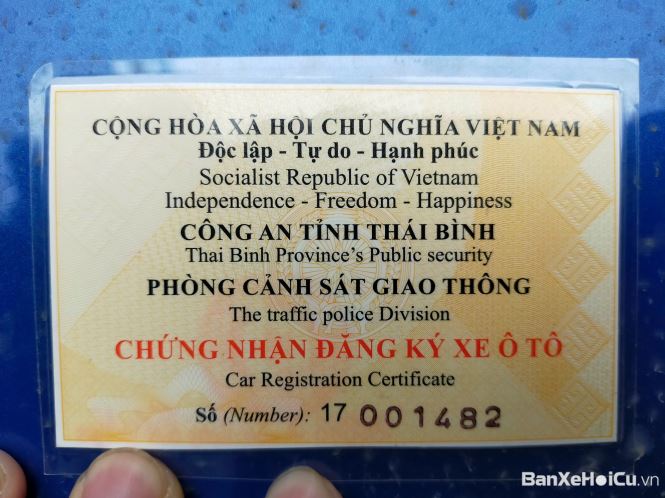 CỘNG HÒA XÃ HỘI CHỦ NGHĨA VIỆT NAM
Độc lập - Tự do - Hạnh phúc
Socialist Republic of Vietnam
Independence - Freedom - Happiness
CÔNG AN TỈNH THÁI BÌNH
Thai Binh Province's Public security
PHÒNG CẢNH SÁT GIAO THÔNG
The traffic police Division
CHỨNG NHẬN ĐĂNG KÝ XE Ô TÔ
Car Registration Certificate
Số (Number): 17 001482
BanXeHoiCu.vn